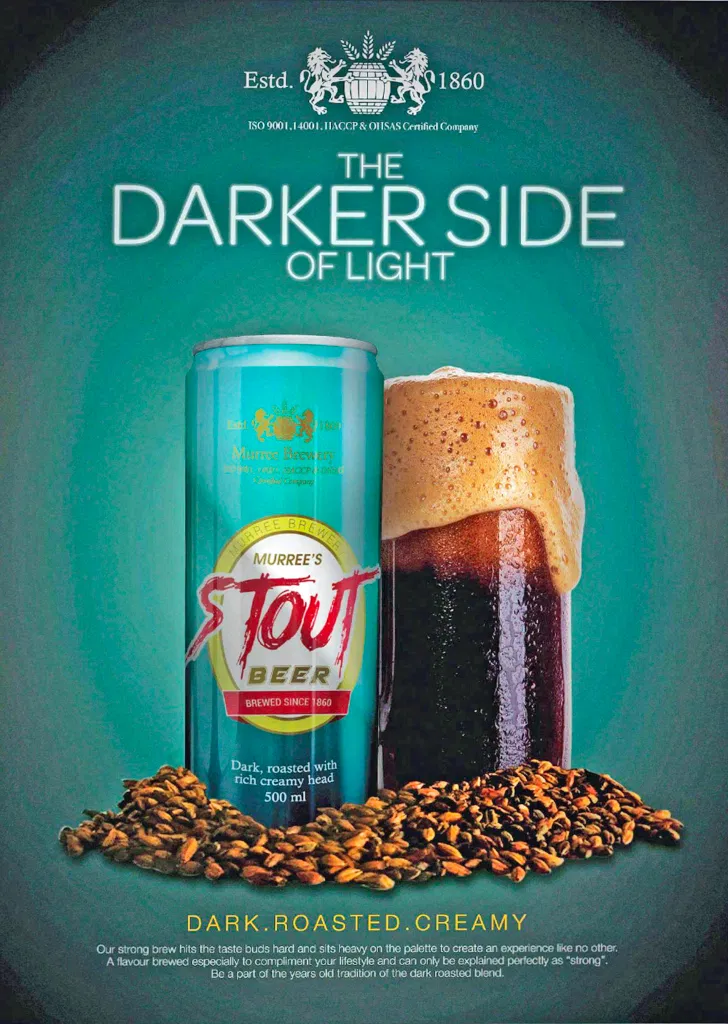 Estd. 1860
ISO 9001,14001, HACCP & OHSAS Certified Company
THE
DARKER SIDE
OF LIGHT
Estd 1860
Murree Brewery
Company
MURREE BREWERY
MURREE'S
STOUT
BEER
BREWED SINCE 1860
Dark, roasted with
rich creamy head
500 ml
DARK.ROASTED.CREAMY
Our strong brew hits the taste buds hard and sits heavy on the palette to create an experience like no other.
A flavour brewed especially to compliment your lifestyle and can only be explained perfectly as "strong".
Be a part of the years old tradition of the dark roasted blend.